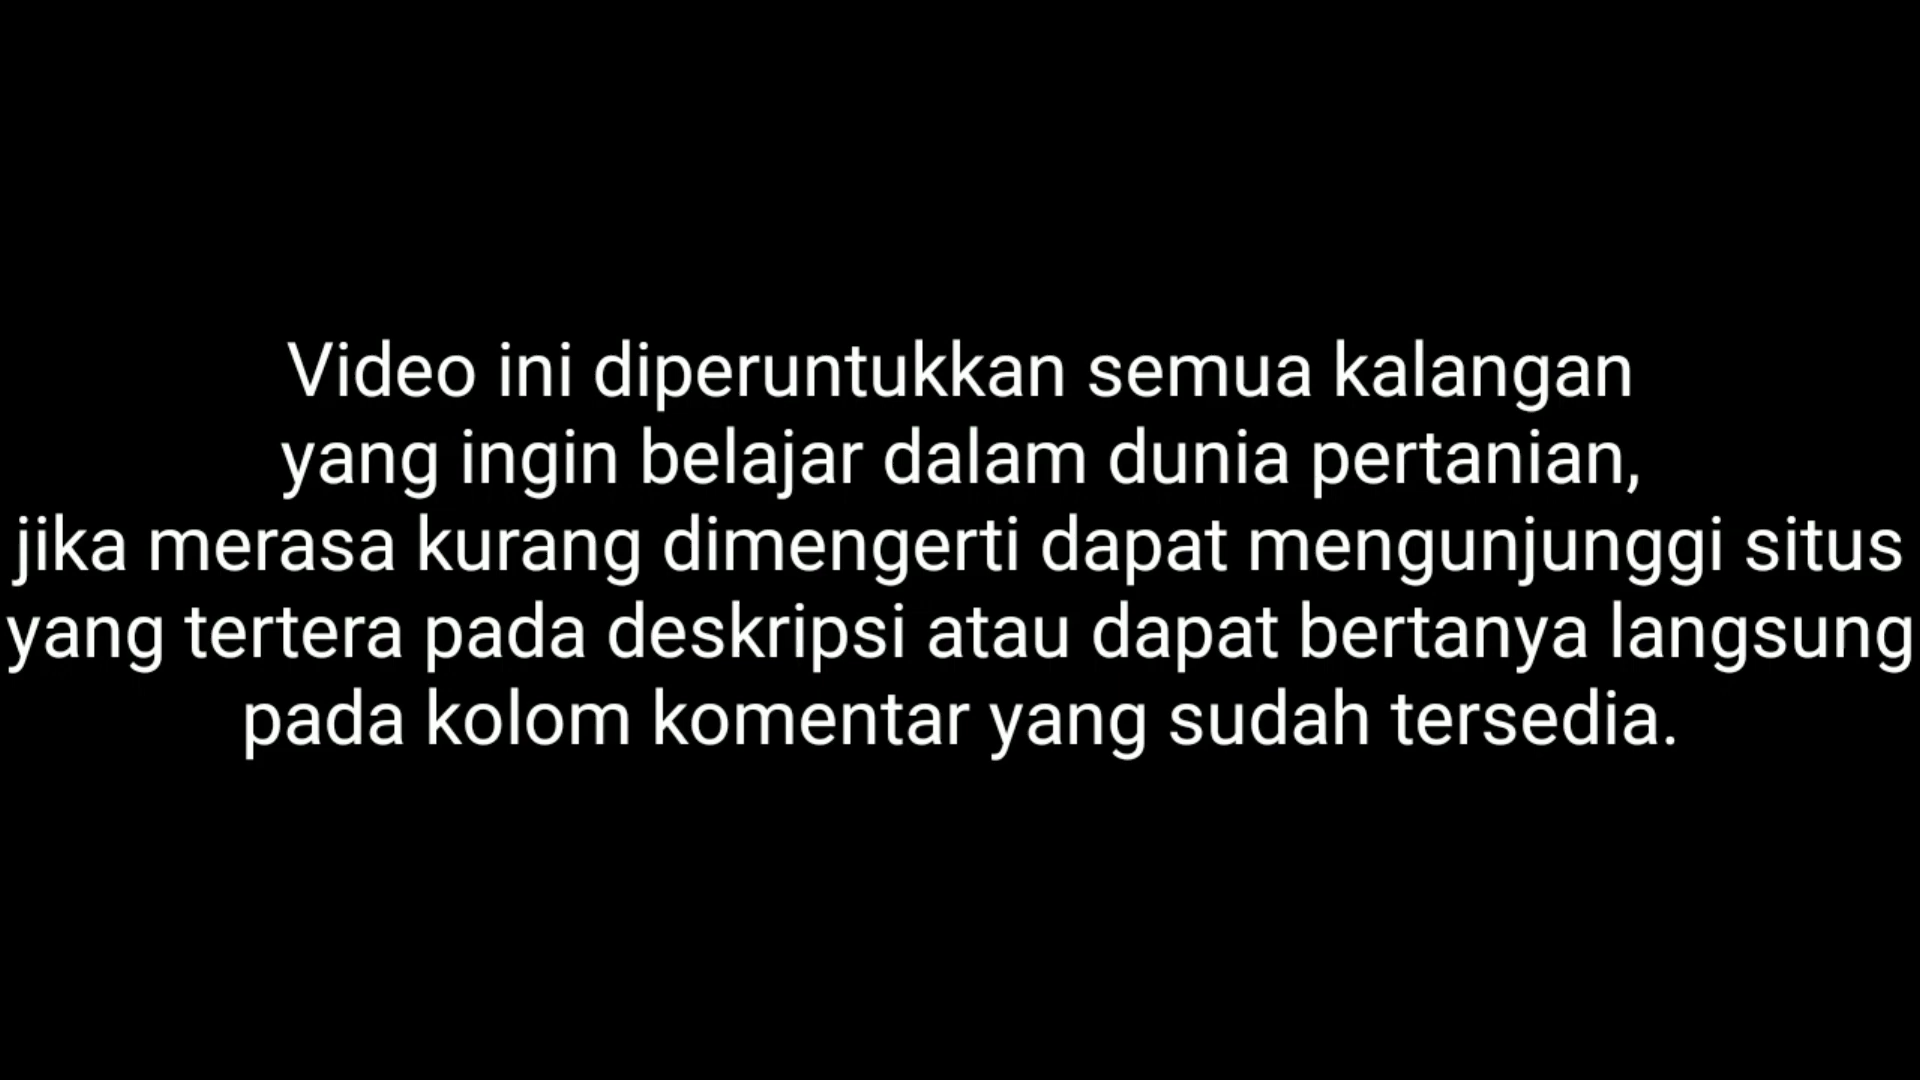 Video ini diperuntukkan semua kalangan
yang ingin belajar dalam dunia pertanian,
jika merasa kurang dimengerti dapat mengunjunggi situs
yang tertera pada deskripsi atau dapat bertanya langsung
pada kolom komentar yang sudah tersedia.